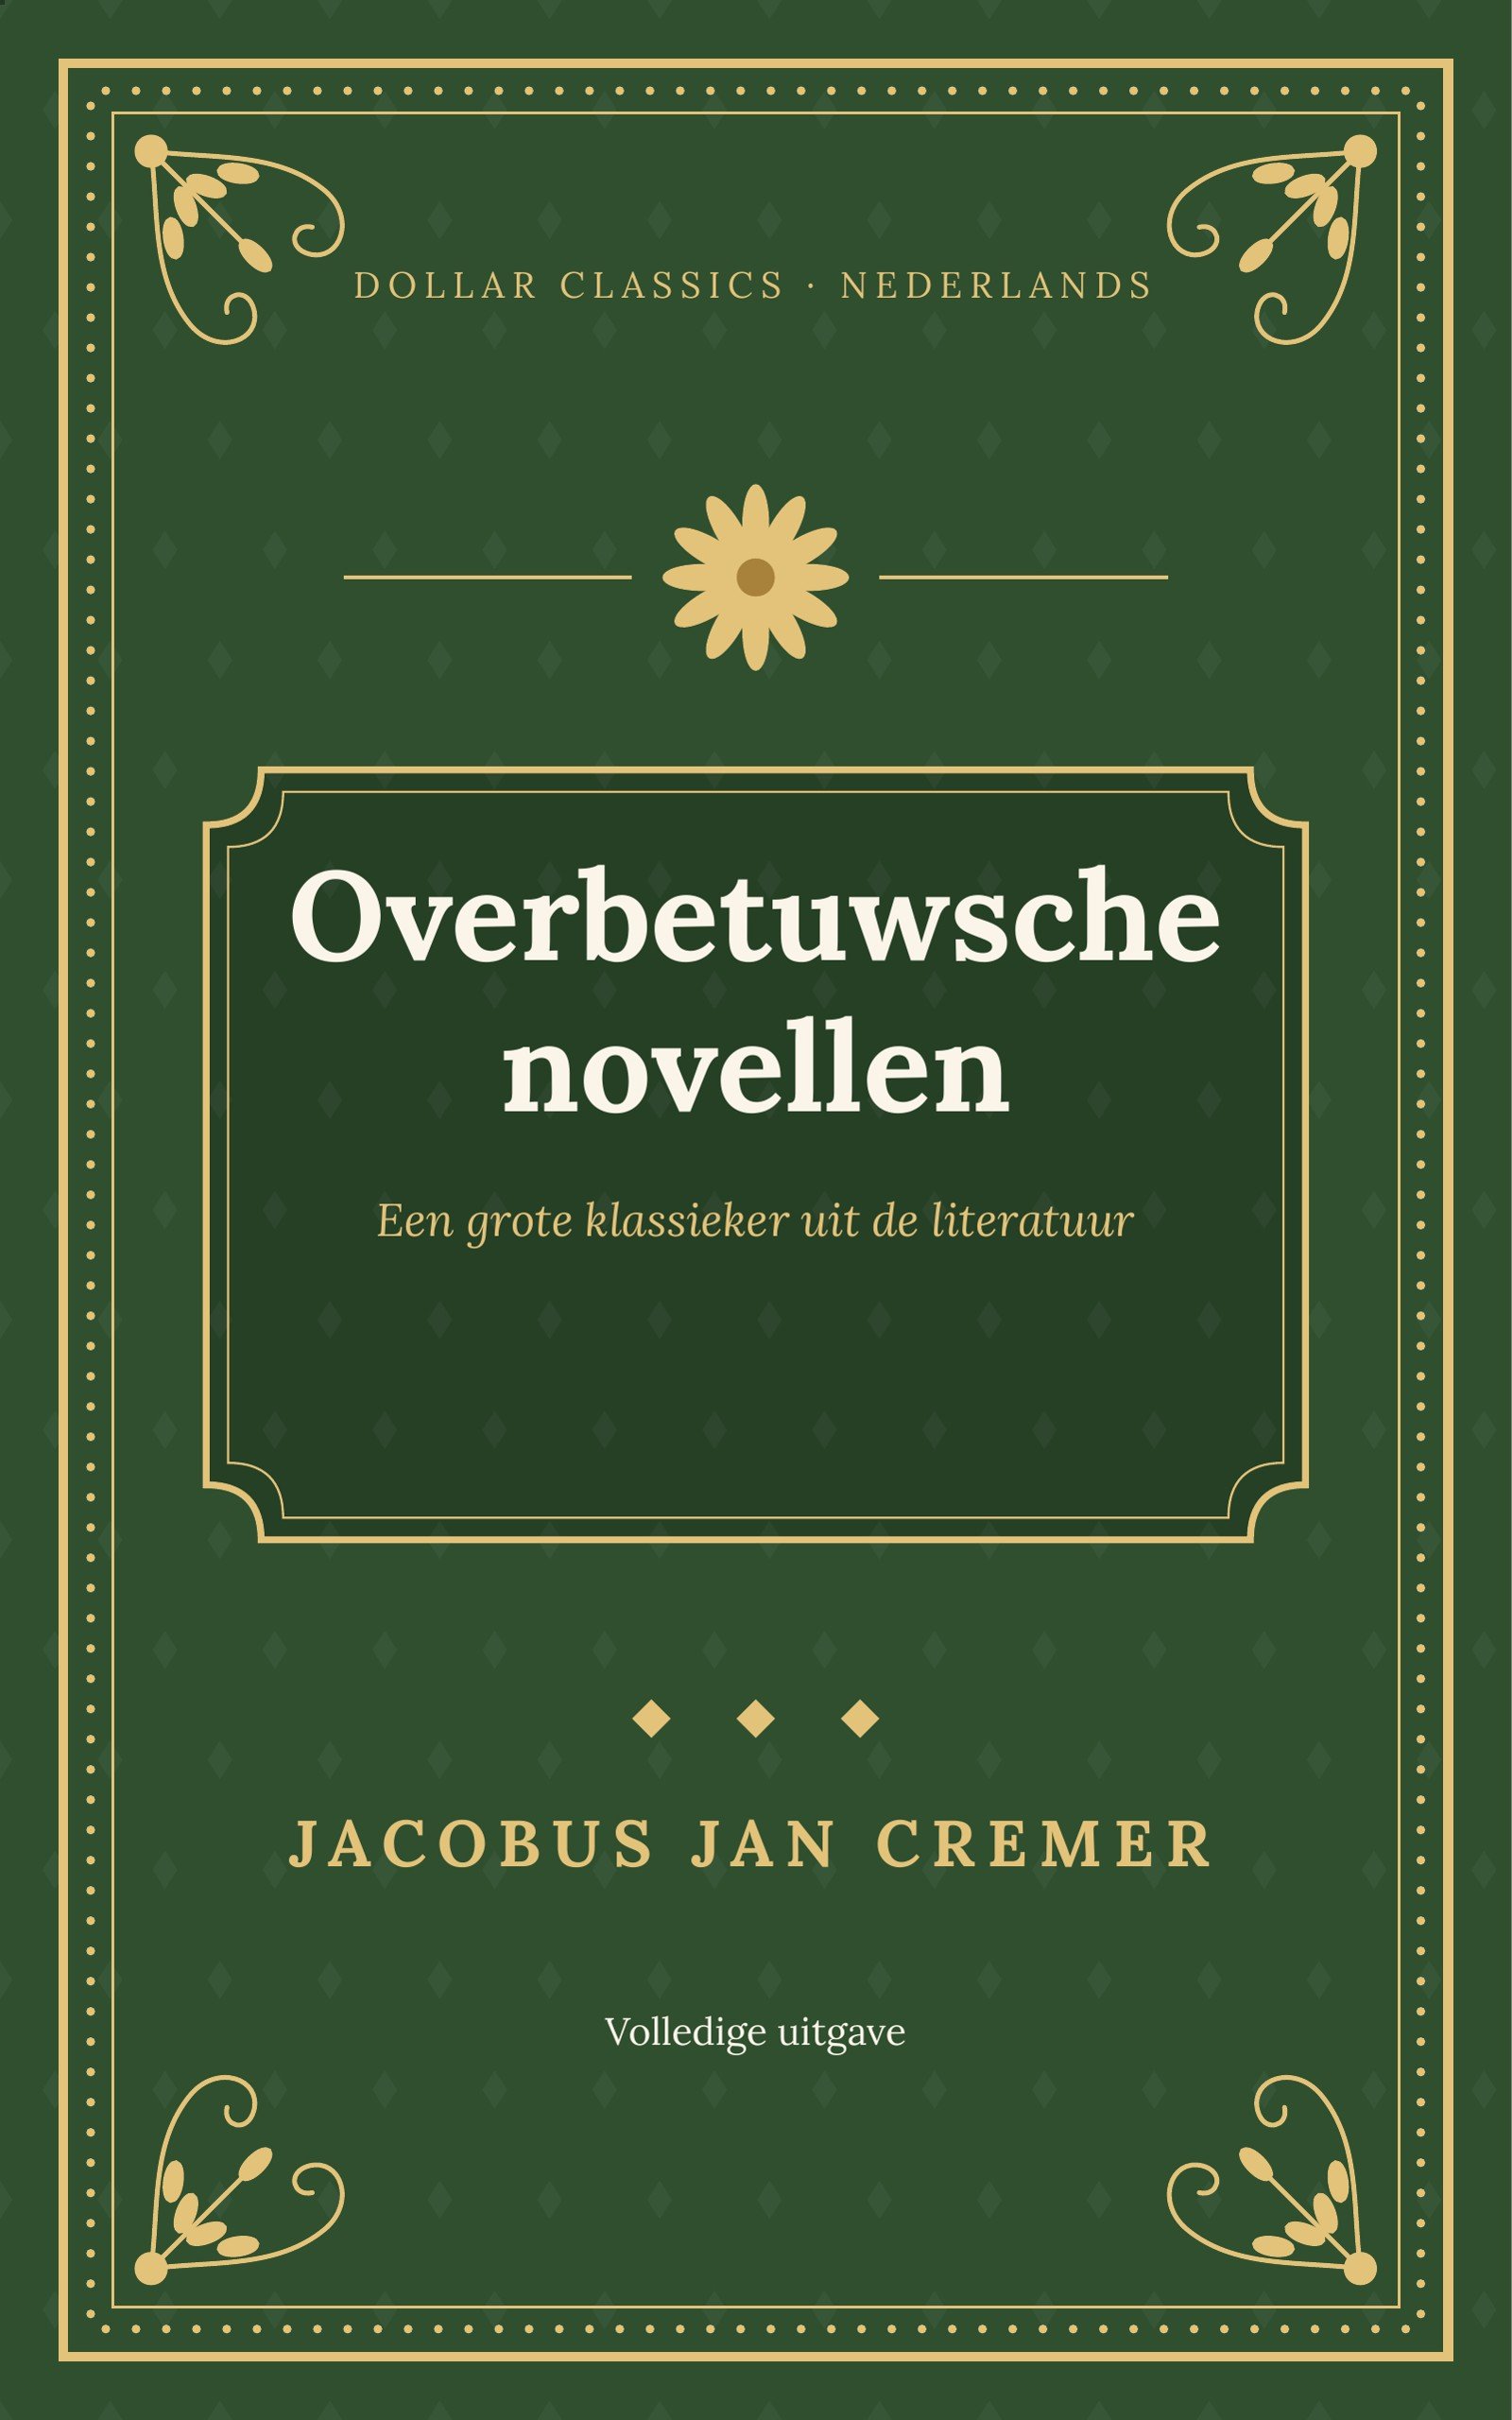 DOLLAR CLASSICS · NEDERLANDS
Overbetuwsche
novellen
Een grote klassieker uit de literatuur
JACOBUS JAN CREMER
Volledige uitgave